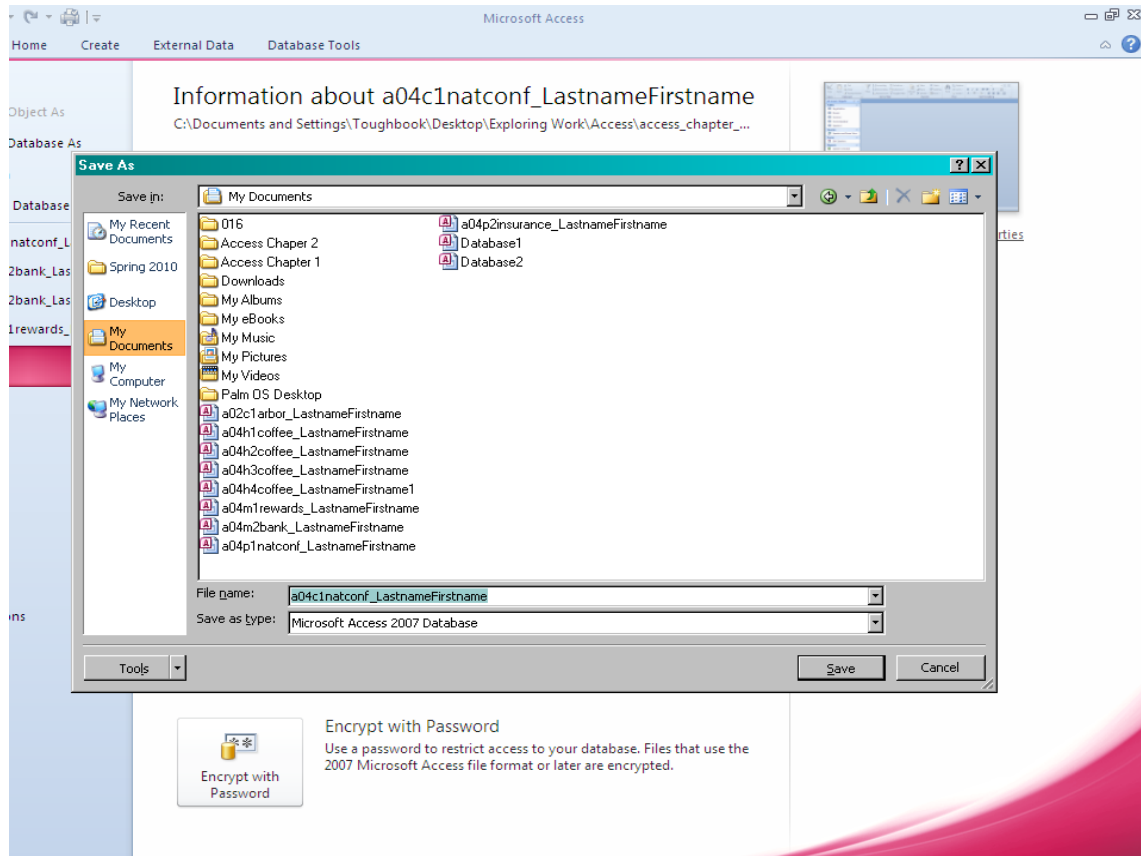 Microsoft Access
Home Create External Data Database Tools
Object As
Database As
Database
natconf_L
2bank_Las
2bank_Las
1rewards_
ons
Information about a04c1natconf_LastnameFirstname
C:\Documents and Settings\Toughbook\Desktop\Exploring Work\Access\access_chapter_...
rties
Save As
Save in: My Documents
My Recent
Documents
Spring 2010
Desktop
My
Documents
My
Computer
My Network
Places
016
Access Chaper 2
Access Chapter 1
Downloads
My Albums
My eBooks
My Music
My Pictures
My Videos
Palm OS Desktop
a02c1arbor_LastnameFirstname
a04h1coffee_LastnameFirstname
a04h2coffee_LastnameFirstname
a04h3coffee_LastnameFirstname
a04h4coffee_LastnameFirstname1
a04m1rewards_LastnameFirstname
a04m2bank_LastnameFirstname
a04p1natconf_LastnameFirstname
a04p2insurance_LastnameFirstname
Database1
Database2
File name: a04c1natconf_LastnameFirstname
Save as type: Microsoft Access 2007 Database
Tools Save Cancel
Encrypt with
Password
Encrypt with Password
Use a password to restrict access to your database. Files that use the
2007 Microsoft Access file format or later are encrypted.